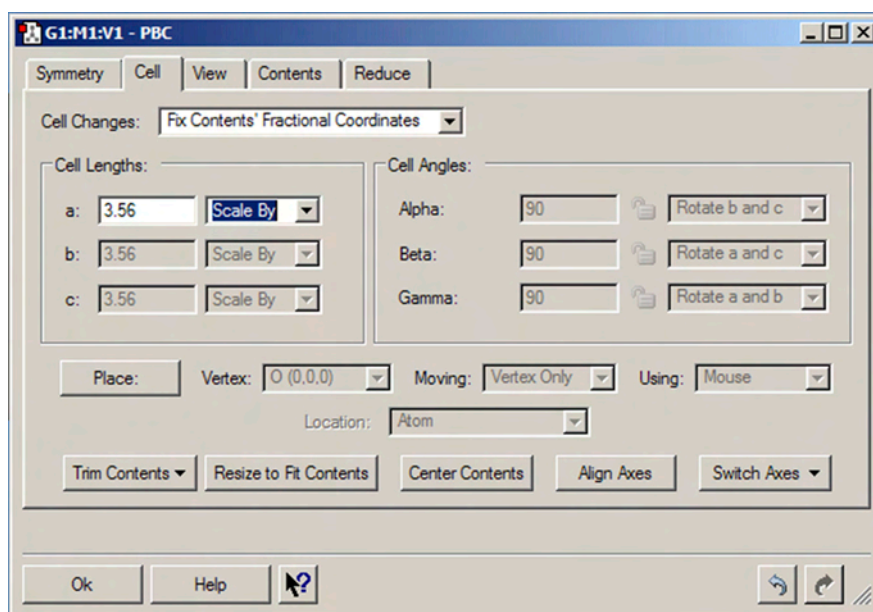 G1:M1:V1 - PBC
Symmetry Cell View Contents Reduce
Cell Changes: Fix Contents' Fractional Coordinates
Cell Lengths: Cell Angles:
a: 3.56 Scale By Alpha: 90 Rotate b and c
b: 3.56 Scale By Beta: 90 Rotate a and c
c: 3.56 Scale By Gamma: 90 Rotate a and b
Place: Vertex: O (0,0,0) Moving: Vertex Only Using: Mouse
Location: Atom
Trim Contents Resize to Fit Contents Center Contents Align Axes Switch Axes
Ok Help ?